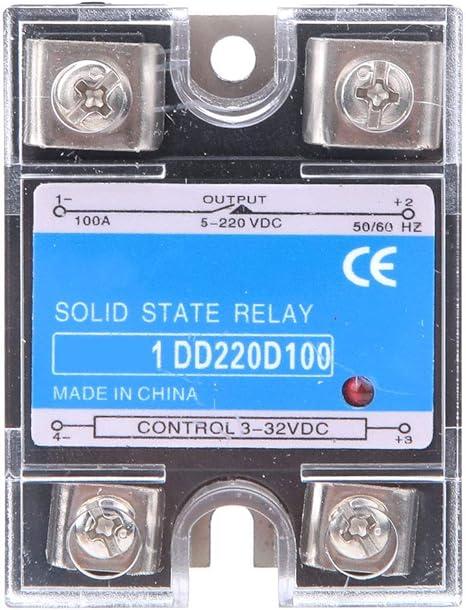 1- OUTPUT +2
100A 5-220 VDC 50/60 HZ
CE
SOLID STATE RELAY
1 DD220D100
MADE IN CHINA
4- CONTROL 3-32VDC +3